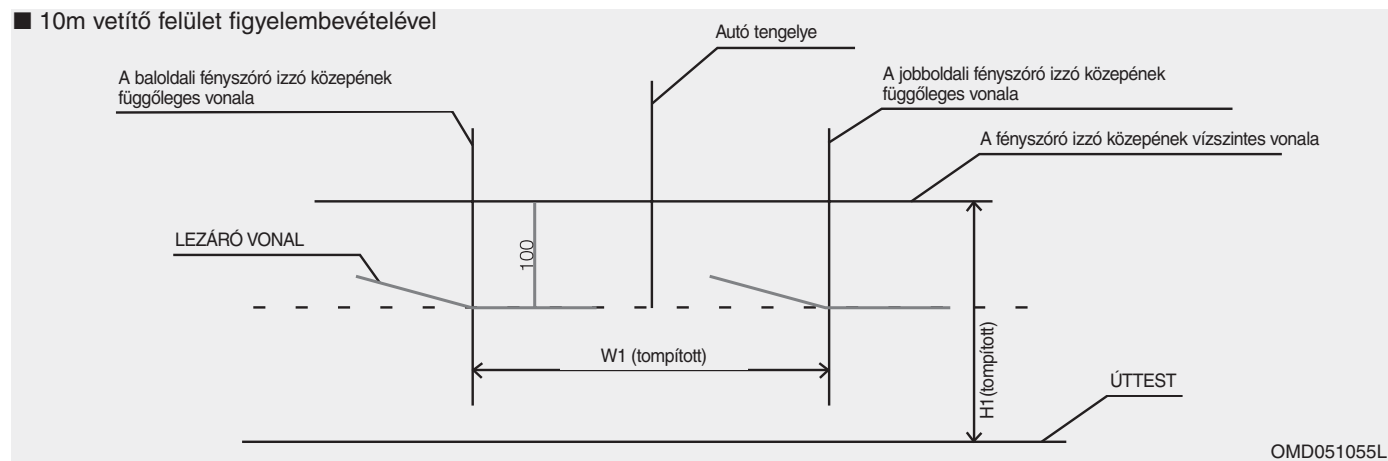 ■ 10m vetítő felület figyelembevételével
Autó tengelye
A baloldali fényszóró izzó közepének
függőleges vonala
A jobboldali fényszóró izzó közepének
függőleges vonala
A fényszóró izzó közepének vízszintes vonala
LEZÁRÓ VONAL
100
W1 (tompított)
H1(tompított)
ÚTTEST
OMD051055L